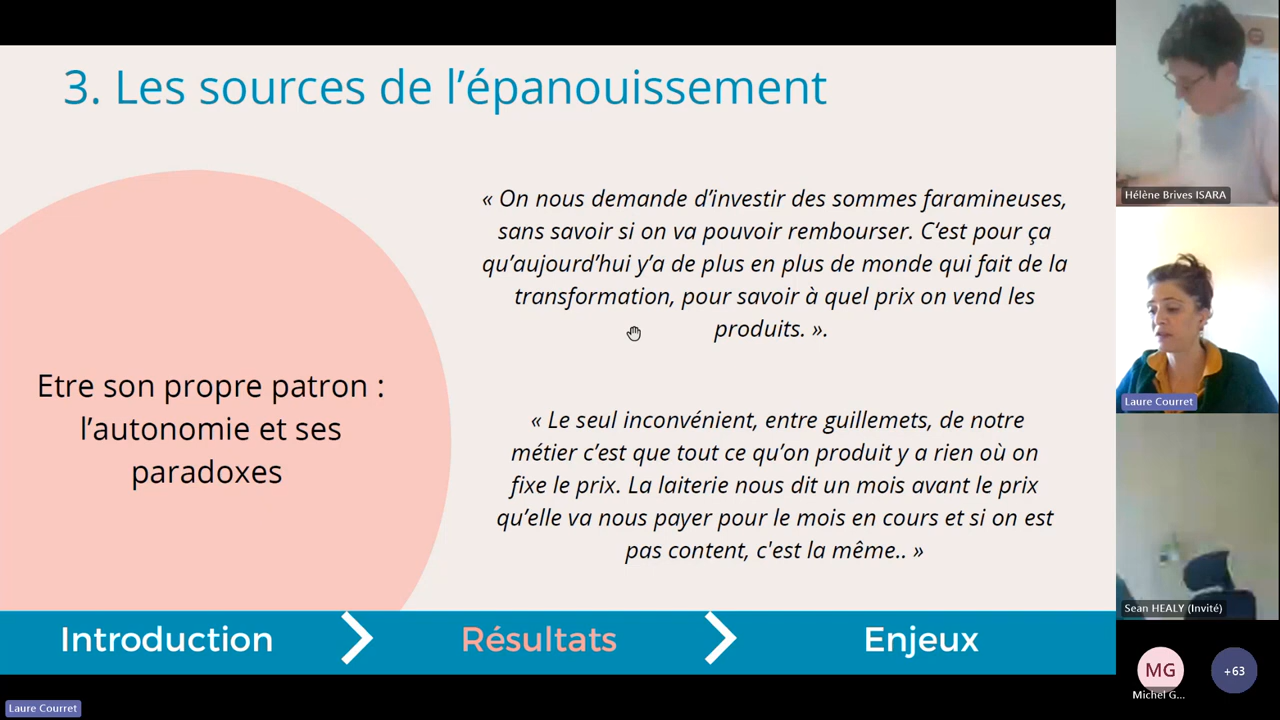 3. Les sources de l’épanouissement
Etre son propre patron :
l’autonomie et ses
paradoxes
« On nous demande d’investir des sommes faramineuses,
sans savoir si on va pouvoir rembourser. C’est pour ça
qu’aujourd’hui y’a de plus en plus de monde qui fait de la
transformation, pour savoir à quel prix on vend les
produits. ».
« Le seul inconvénient, entre guillemets, de notre
métier c’est que tout ce qu’on produit y a rien où on
fixe le prix. La laiterie nous dit un mois avant le prix
qu’elle va nous payer pour le mois en cours et si on est
pas content, c'est la même.. »
Introduction
Résultats
Enjeux
Hélène Brives ISARA
Laure Courret
Sean HEALY (Invité)
MG
Michel G...
+63
Laure Courret